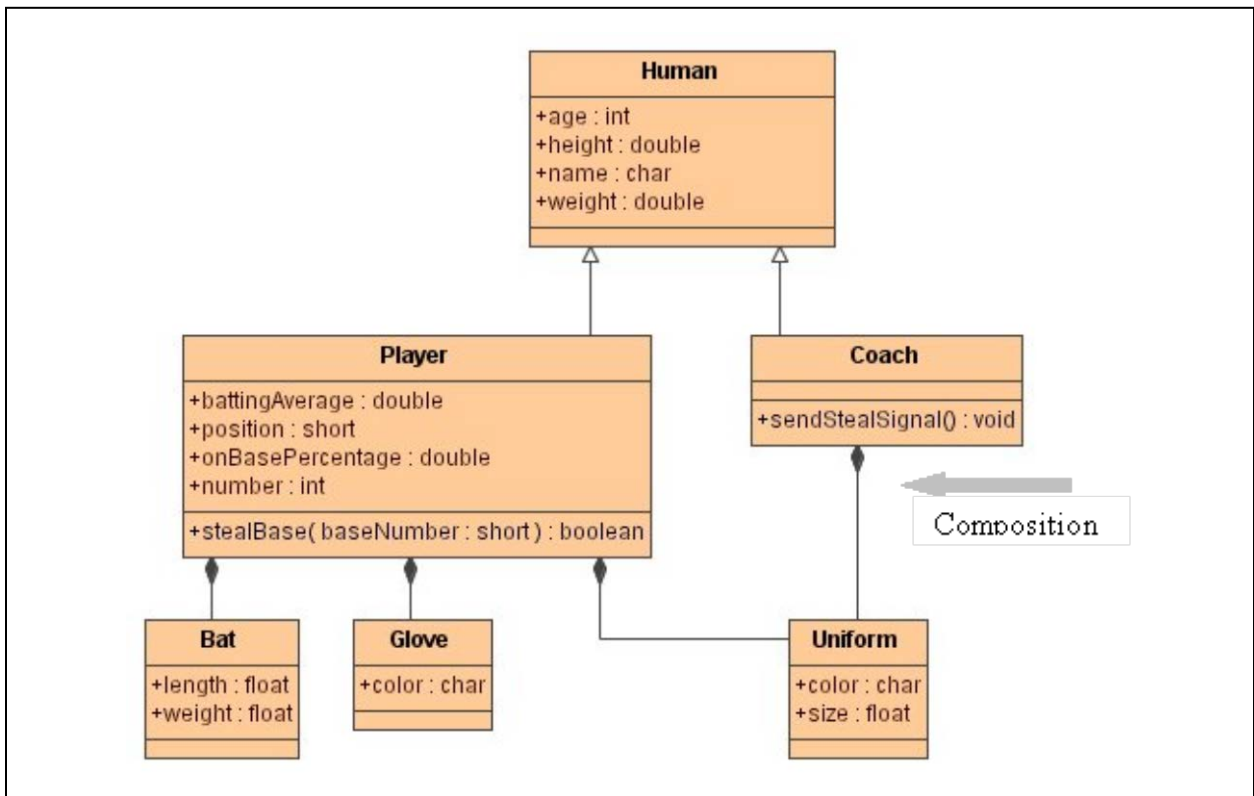 Human
+age : int
+height : double
+name : char
+weight : double
Player
+battingAverage : double
+position : short
+onBasePercentage : double
+number : int
+stealBase( baseNumber : short ) : boolean
Coach
+sendStealSignal() : void
Composition
Bat
+length : float
+weight : float
Glove
+color : char
Uniform
+color : char
+size : float